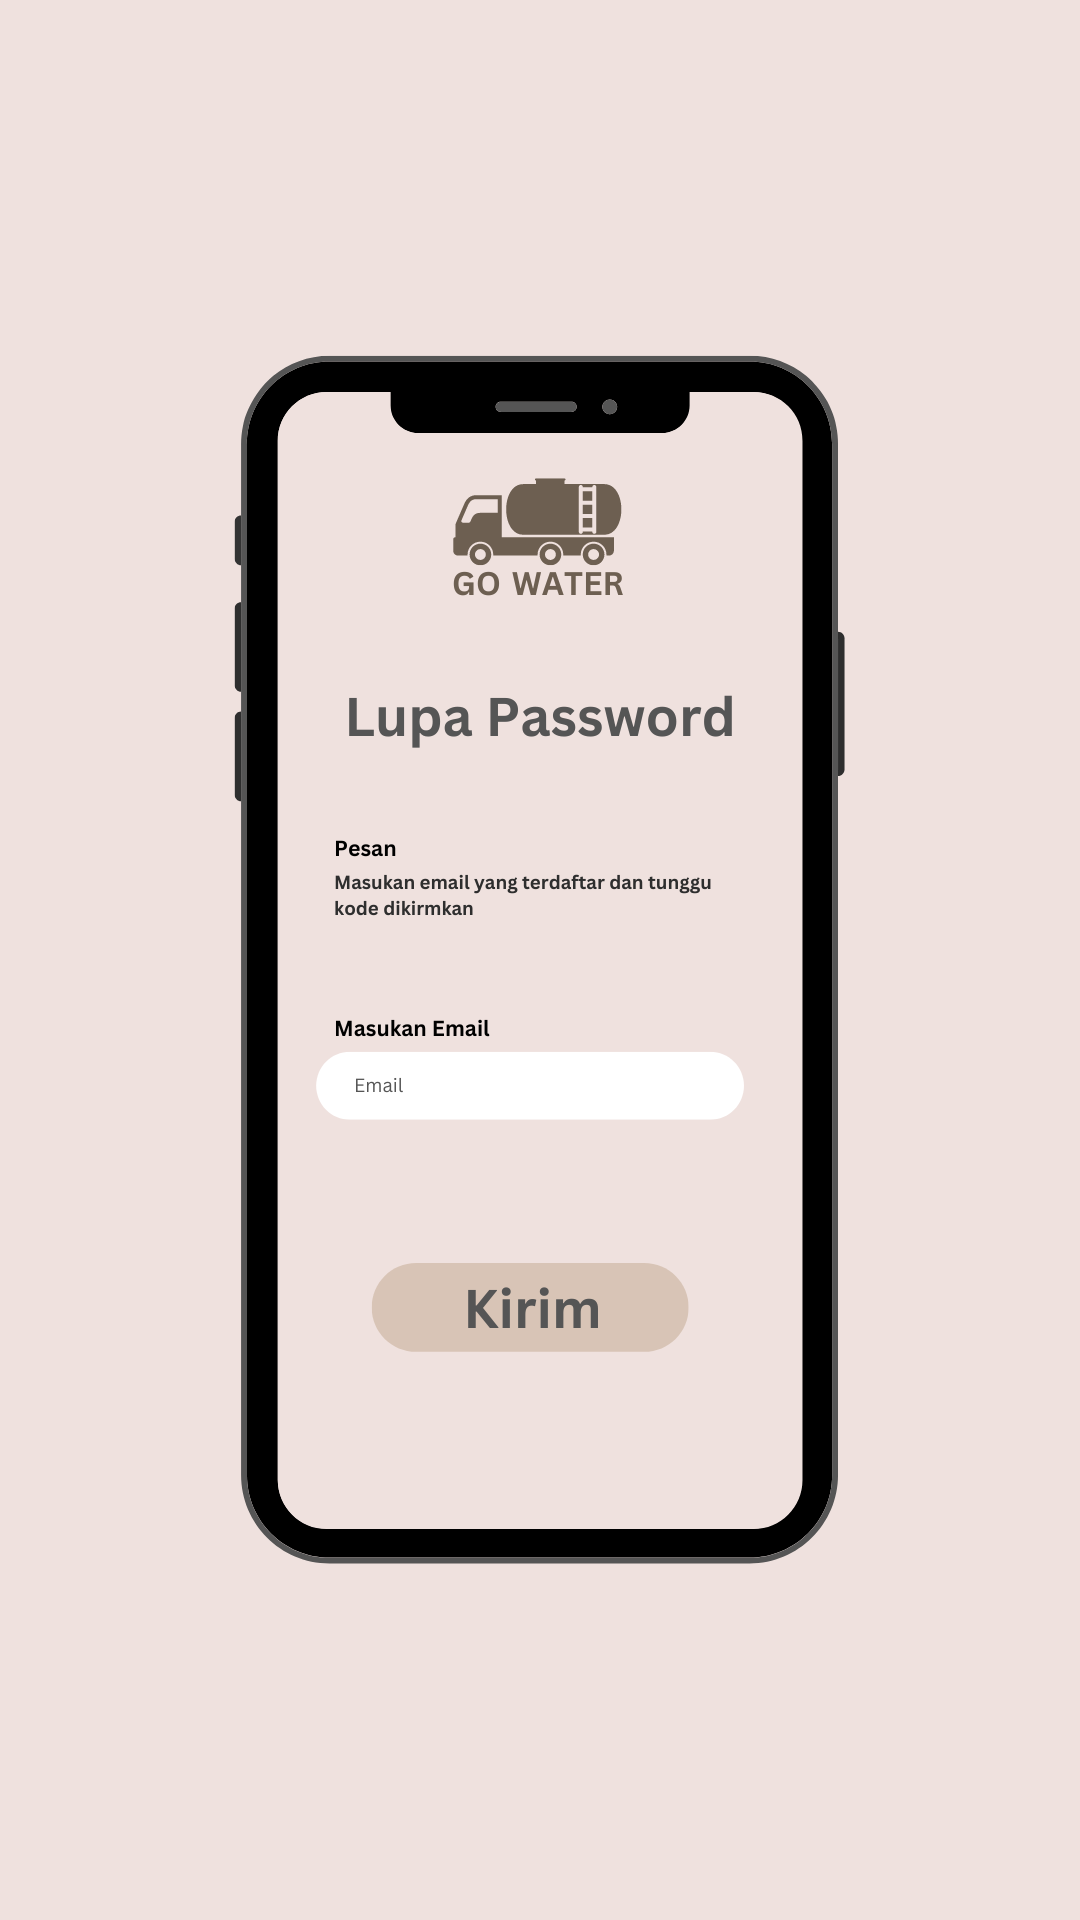 GO WATER
Lupa Password
Pesan
Masukan email yang terdaftar dan tunggu
kode dikirmkan
Masukan Email
Email
Kirim